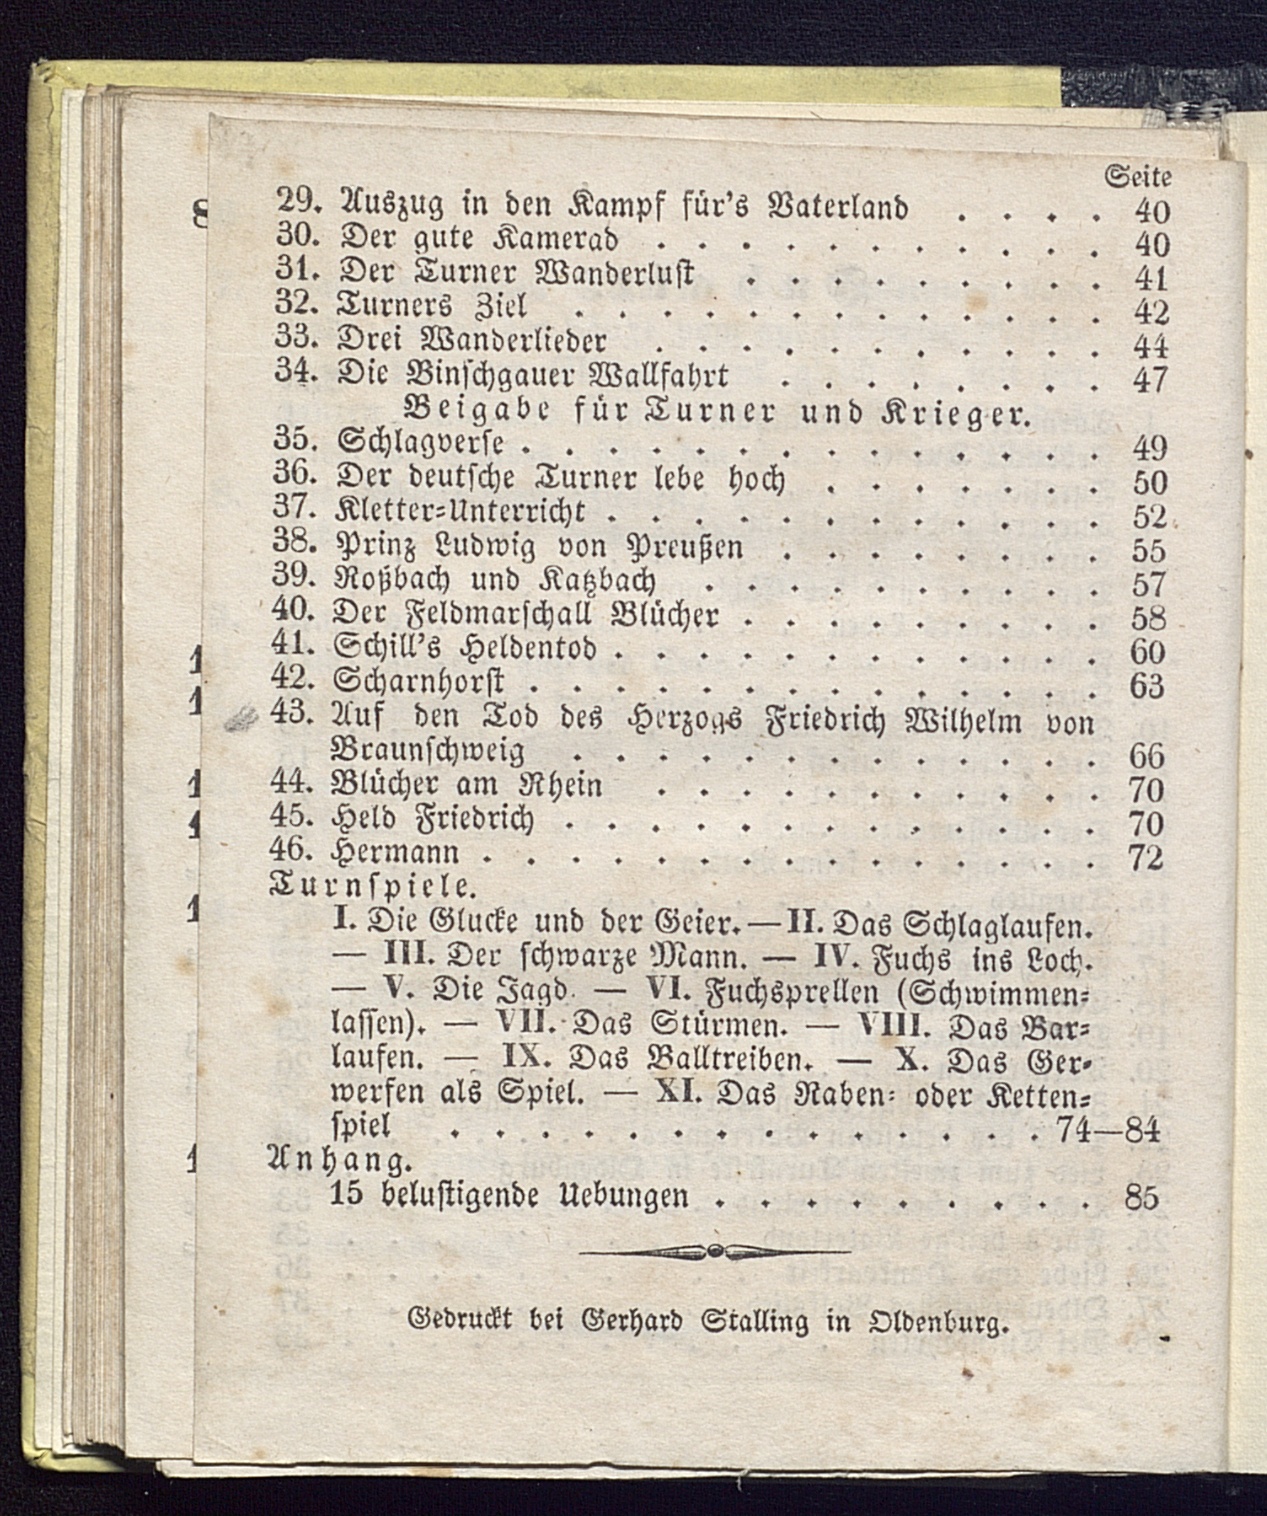 Seite
29. Auszug in den Kampf für's Vaterland . . . . 40
30. Der gute Kamerad . . . . . . . . . . . 40
31. Der Turner Wanderlust . . . . . . . . . 41
32. Turners Ziel . . . . . . . . . . . . . 42
33. Drei Wanderlieder . . . . . . . . . . . 44
34. Die Binschgauer Wallfahrt . . . . . . . . 47
Beigabe für Turner und Krieger.
35. Schlagverse . . . . . . . . . . . . . . 49
36. Der deutsche Turner lebe hoch . . . . . . . 50
37. Kletter-Unterricht . . . . . . . . . . . . 52
38. Prinz Ludwig von Preußen . . . . . . . . 55
39. Roßbach und Katzbach . . . . . . . . . . 57
40. Der Feldmarschall Blücher . . . . . . . . . 58
41. Schill's Heldentod . . . . . . . . . . . . 60
42. Scharnhorst . . . . . . . . . . . . . . 63
43. Auf den Tod des Herzogs Friedrich Wilhelm von
Braunschweig . . . . . . . . . . . . . 66
44. Blücher am Rhein . . . . . . . . . . . 70
45. Held Friedrich . . . . . . . . . . . . . 70
46. Hermann . . . . . . . . . . . . . . . 72
Turnspiele.
I. Die Glucke und der Geier. — II. Das Schlaglaufen.
— III. Der schwarze Mann. — IV. Fuchs ins Loch.
— V. Die Jagd. — VI. Fuchsprellen (Schwimmen-
lassen). — VII. Das Stürmen. — VIII. Das Bar-
laufen. — IX. Das Balltreiben. — X. Das Ger-
werfen als Spiel. — XI. Das Raben- oder Ketten-
spiel . . . . . . . . . . . . . . 74—84
Anhang.
15 belustigende Uebungen . . . . . . . . . 85
Gedruckt bei Gerhard Stalling in Oldenburg.